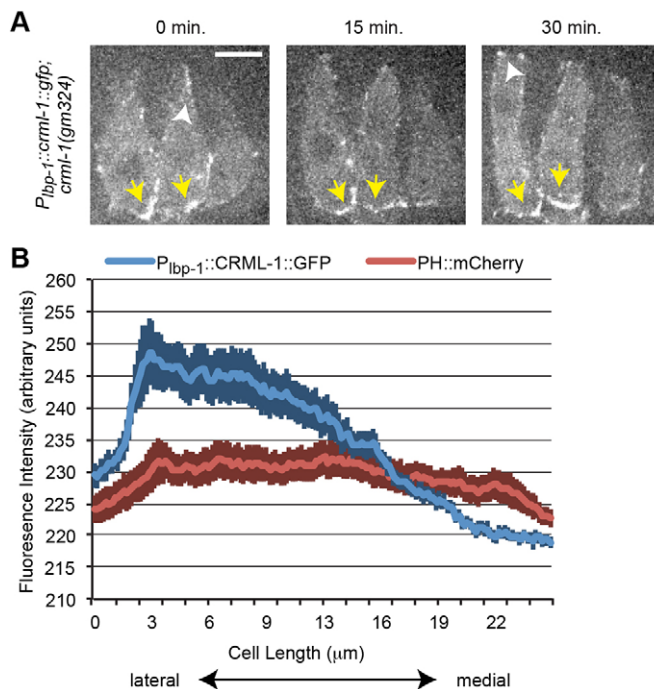 A
0 min.
15 min.
30 min.
Plbp-1::crml-1::gfp;
crml-1(gm324)
B
Plbp-1::CRML-1::GFP
PH::mCherry
260
255
250
245
240
235
230
225
220
215
210
Fluoresence Intensity (arbitrary units)
0 3 6 9 13 16 19 22
Cell Length (μm)
lateral medial